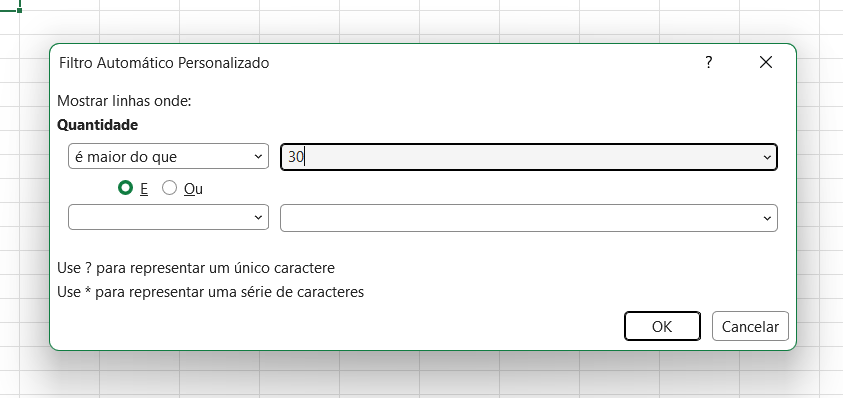 Filtro Automático Personalizado ?
Mostrar linhas onde:
Quantidade
é maior do que 30
E Ou
Use ? para representar um único caractere
Use * para representar uma série de caracteres
OK Cancelar